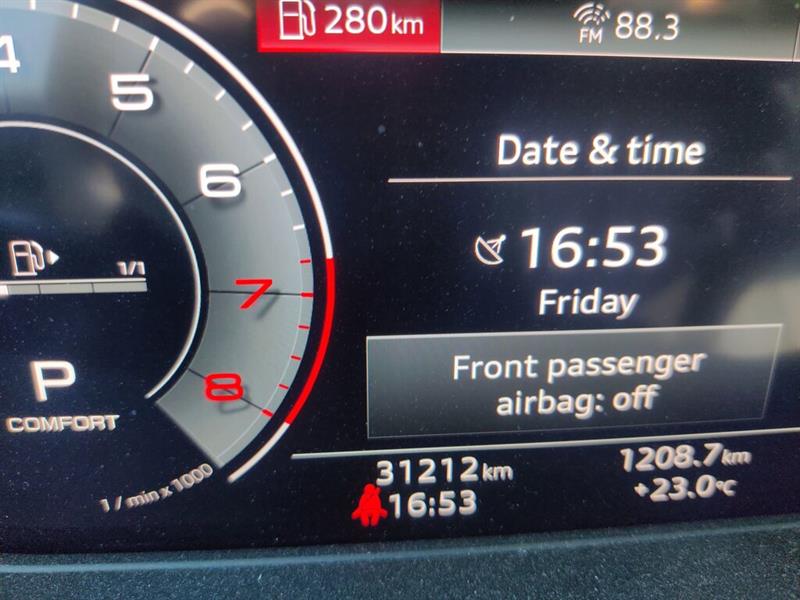 280km
FM 88.3
4
5
6
7
8
1/1
P
COMFORT
1 / min x 1000
Date & time
16:53
Friday
Front passenger
airbag: off
31212km
1208.7km
16:53
+23.0°C